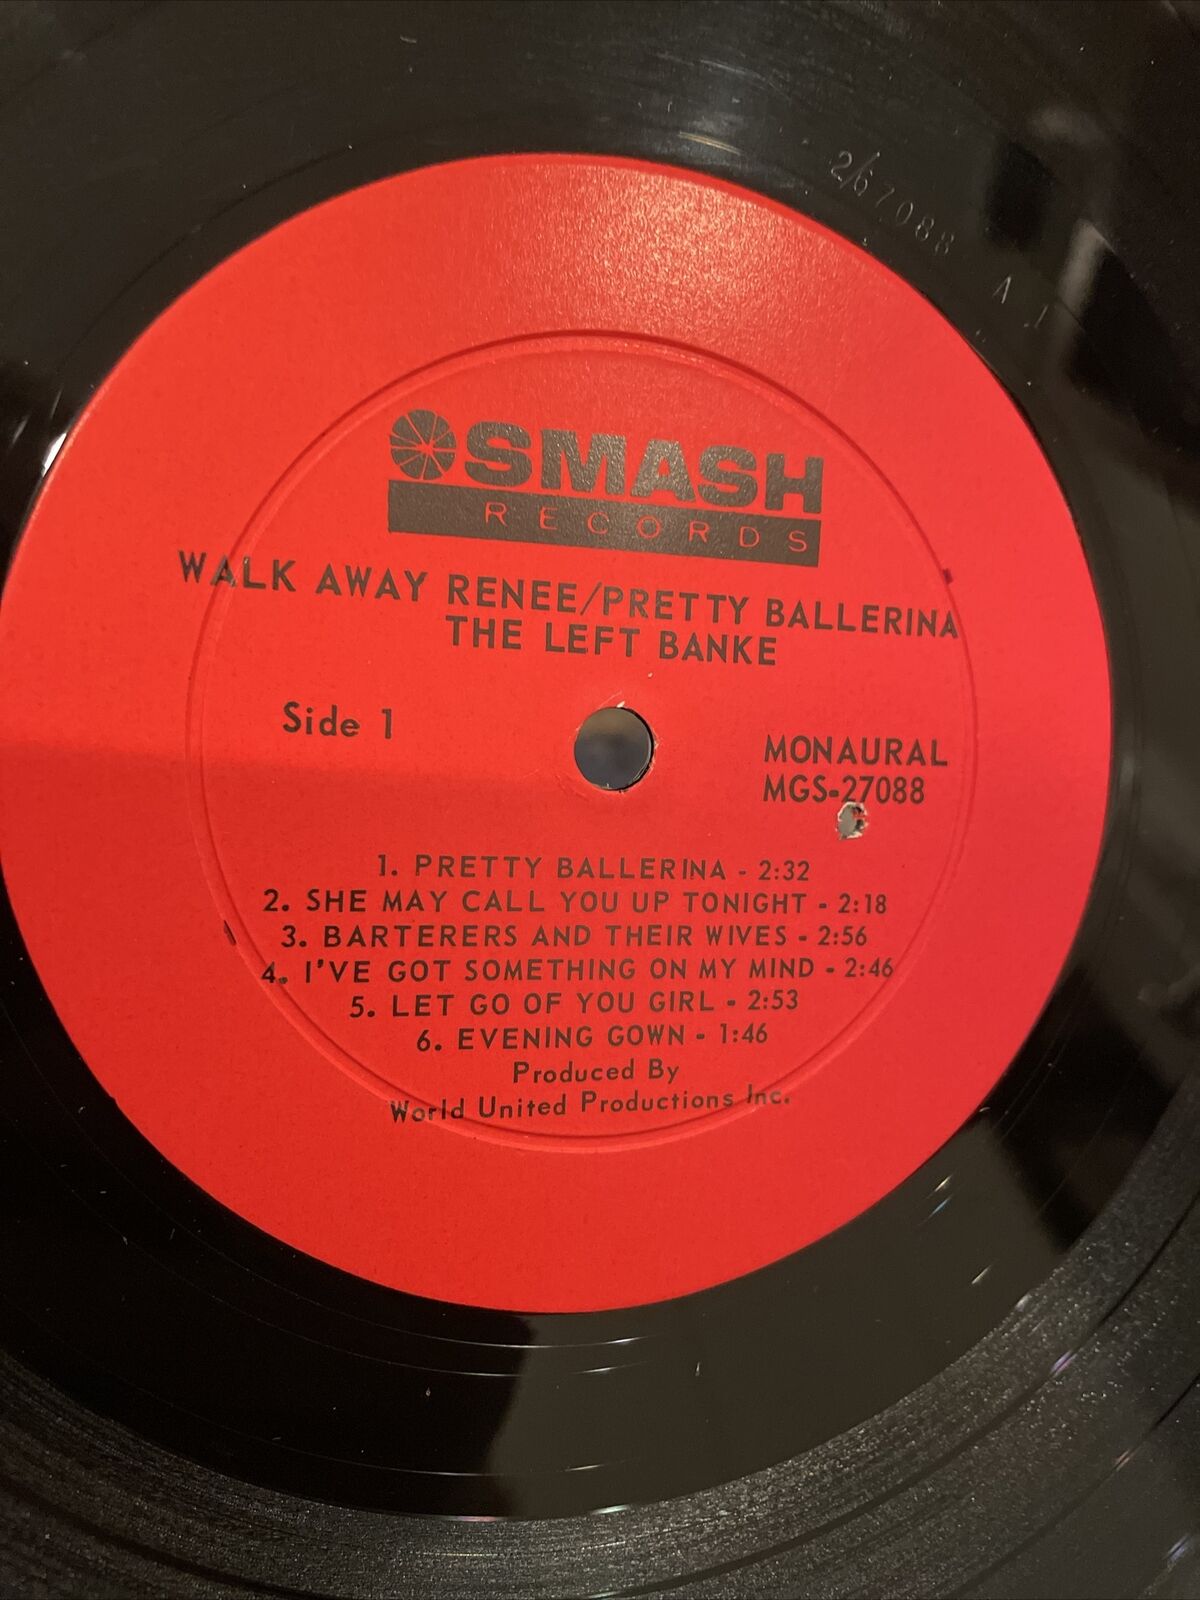 2/67088 A 1
SMASH
RECORDS
WALK AWAY RENEE/PRETTY BALLERINA
THE LEFT BANKE
Side 1
MONAURAL
MGS-27088
1. PRETTY BALLERINA - 2:32
2. SHE MAY CALL YOU UP TONIGHT - 2:18
3. BARTERERS AND THEIR WIVES - 2:56
4. I'VE GOT SOMETHING ON MY MIND - 2:46
5. LET GO OF YOU GIRL - 2:53
6. EVENING GOWN - 1:46
Produced By
World United Productions Inc.